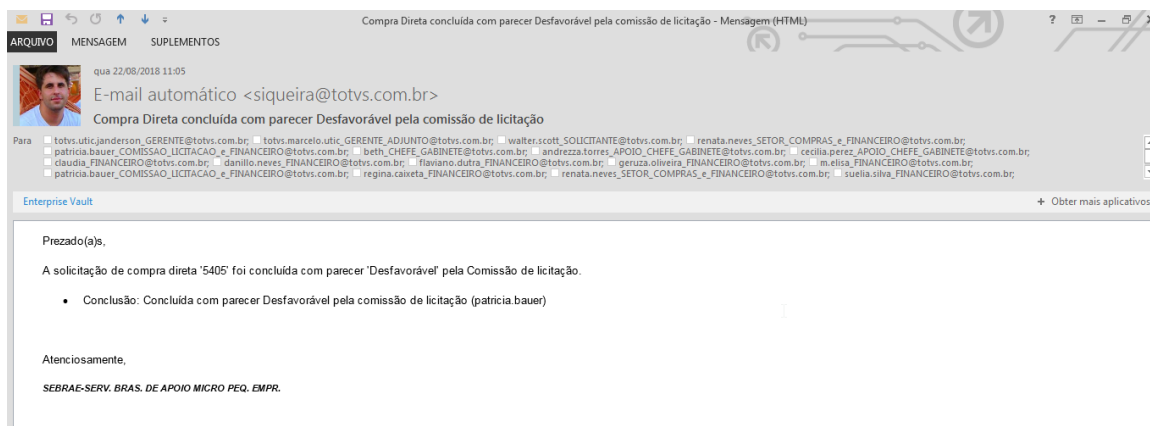 Compra Direta concluída com parecer Desfavorável pela comissão de licitação - Mensagem (HTML)
ARQUIVO MENSAGEM SUPLEMENTOS
qua 22/08/2018 11:05
E-mail automático <siqueira@totvs.com.br>
Compra Direta concluída com parecer Desfavorável pela comissão de licitação
Para totvs.utic.janderson_GERENTE@totvs.com.br; totvs.marcelo.utic_GERENTE_ADJUNTO@totvs.com.br; walter.scott_SOLICITANTE@totvs.com.br; renata.neves_SETOR_COMPRAS_e_FINANCEIRO@totvs.com.br;
patricia.bauer_COMISSAO_LICITACAO_e_FINANCEIRO@totvs.com.br; beth_CHEFE_GABINETE@totvs.com.br; andrezza.torres_APOIO_CHEFE_GABINETE@totvs.com.br; cecilia.perez_APOIO_CHEFE_GABINETE@totvs.com.br;
claudia_FINANCEIRO@totvs.com.br; danillo.neves_FINANCEIRO@totvs.com.br; flaviano.dutra_FINANCEIRO@totvs.com.br; geruza.oliveira_FINANCEIRO@totvs.com.br; m.elisa_FINANCEIRO@totvs.com.br;
patricia.bauer_COMISSAO_LICITACAO_e_FINANCEIRO@totvs.com.br; regina.caixeta_FINANCEIRO@totvs.com.br; renata.neves_SETOR_COMPRAS_e_FINANCEIRO@totvs.com.br; suelia.silva_FINANCEIRO@totvs.com.br;
Enterprise Vault + Obter mais aplicativos
Prezado(a)s,
A solicitação de compra direta '5405' foi concluída com parecer 'Desfavorável' pela Comissão de licitação.
• Conclusão: Concluída com parecer Desfavorável pela comissão de licitação (patricia.bauer)
Atenciosamente,
SEBRAE-SERV. BRAS. DE APOIO MICRO PEQ. EMPR.